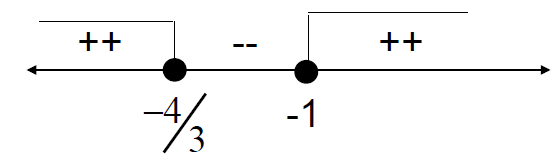 ++ -- ++
−4/3 -1